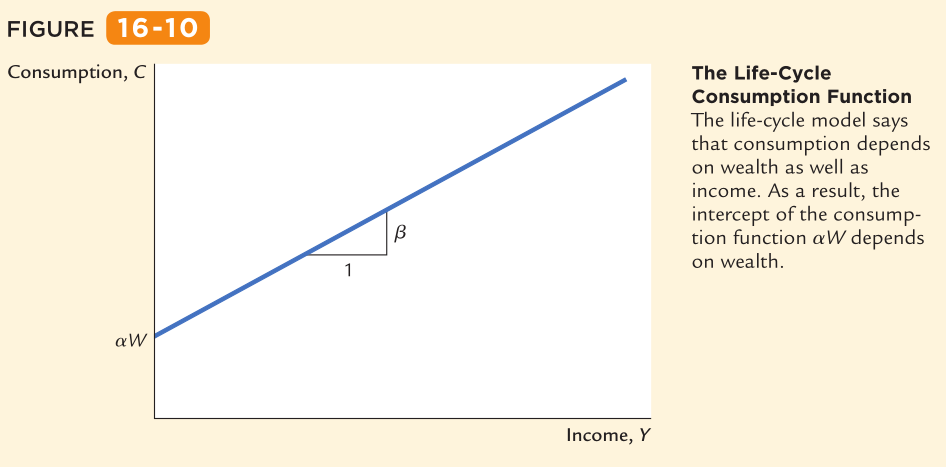 FIGURE 16-10
Consumption, C
β
1
αW
Income, Y
The Life-Cycle
Consumption Function
The life-cycle model says
that consumption depends
on wealth as well as
income. As a result, the
intercept of the consump-
tion function αW depends
on wealth.